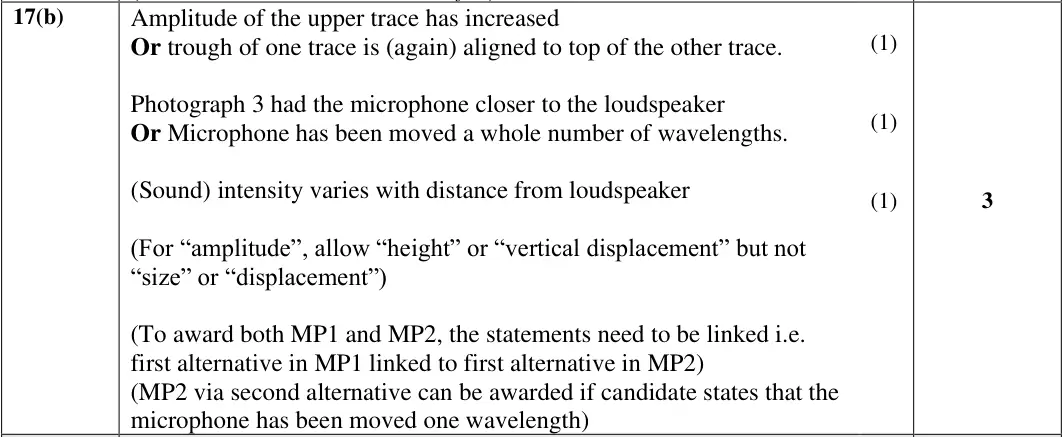 17(b)
Amplitude of the upper trace has increased
Or trough of one trace is (again) aligned to top of the other trace.
(1)
Photograph 3 had the microphone closer to the loudspeaker
Or Microphone has been moved a whole number of wavelengths.
(1)
(Sound) intensity varies with distance from loudspeaker
(1)
3
(For “amplitude”, allow “height” or “vertical displacement” but not
“size” or “displacement”)
(To award both MP1 and MP2, the statements need to be linked i.e.
first alternative in MP1 linked to first alternative in MP2)
(MP2 via second alternative can be awarded if candidate states that the
microphone has been moved one wavelength)